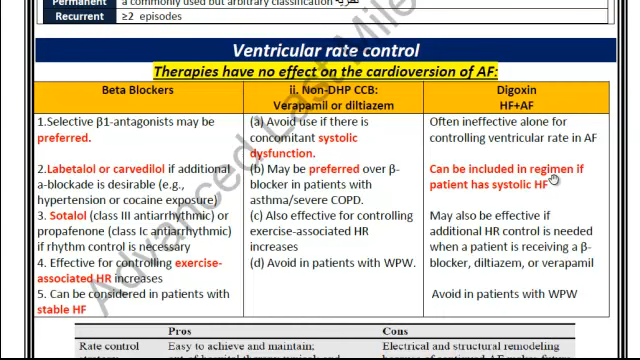 Permanent a commonly used but arbitrary classification نظرية
Recurrent ≥2 episodes
Ventricular rate control
Therapies have no effect on the cardioversion of AF:
Beta Blockers
1.Selective β1-antagonists may be
preferred.
2.Labetalol or carvedilol if additional
a-blockade is desirable (e.g.,
hypertension or cocaine exposure)
3. Sotalol (class III antiarrhythmic) or
propafenone (class Ic antiarrhythmic)
if rhythm control is necessary
4. Effective for controlling exercise-
associated HR increases
5. Can be considered in patients with
stable HF
ii. Non-DHP CCB:
Verapamil or diltiazem
(a) Avoid use if there is
concomitant systolic
dysfunction.
(b) May be preferred over β-
blocker in patients with
asthma/severe COPD.
(c) Also effective for controlling
exercise-associated HR
increases
(d) Avoid in patients with WPW.
Digoxin
HF+AF
Often ineffective alone for
controlling ventricular rate in AF
Can be included in regimen if
patient has systolic HF
May also be effective if
additional HR control is needed
when a patient is receiving a β-
blocker, diltiazem, or verapamil
Avoid in patients with WPW
Pros Cons
Rate control Easy to achieve and maintain; Electrical and structural remodeling
Advanced Last Mile